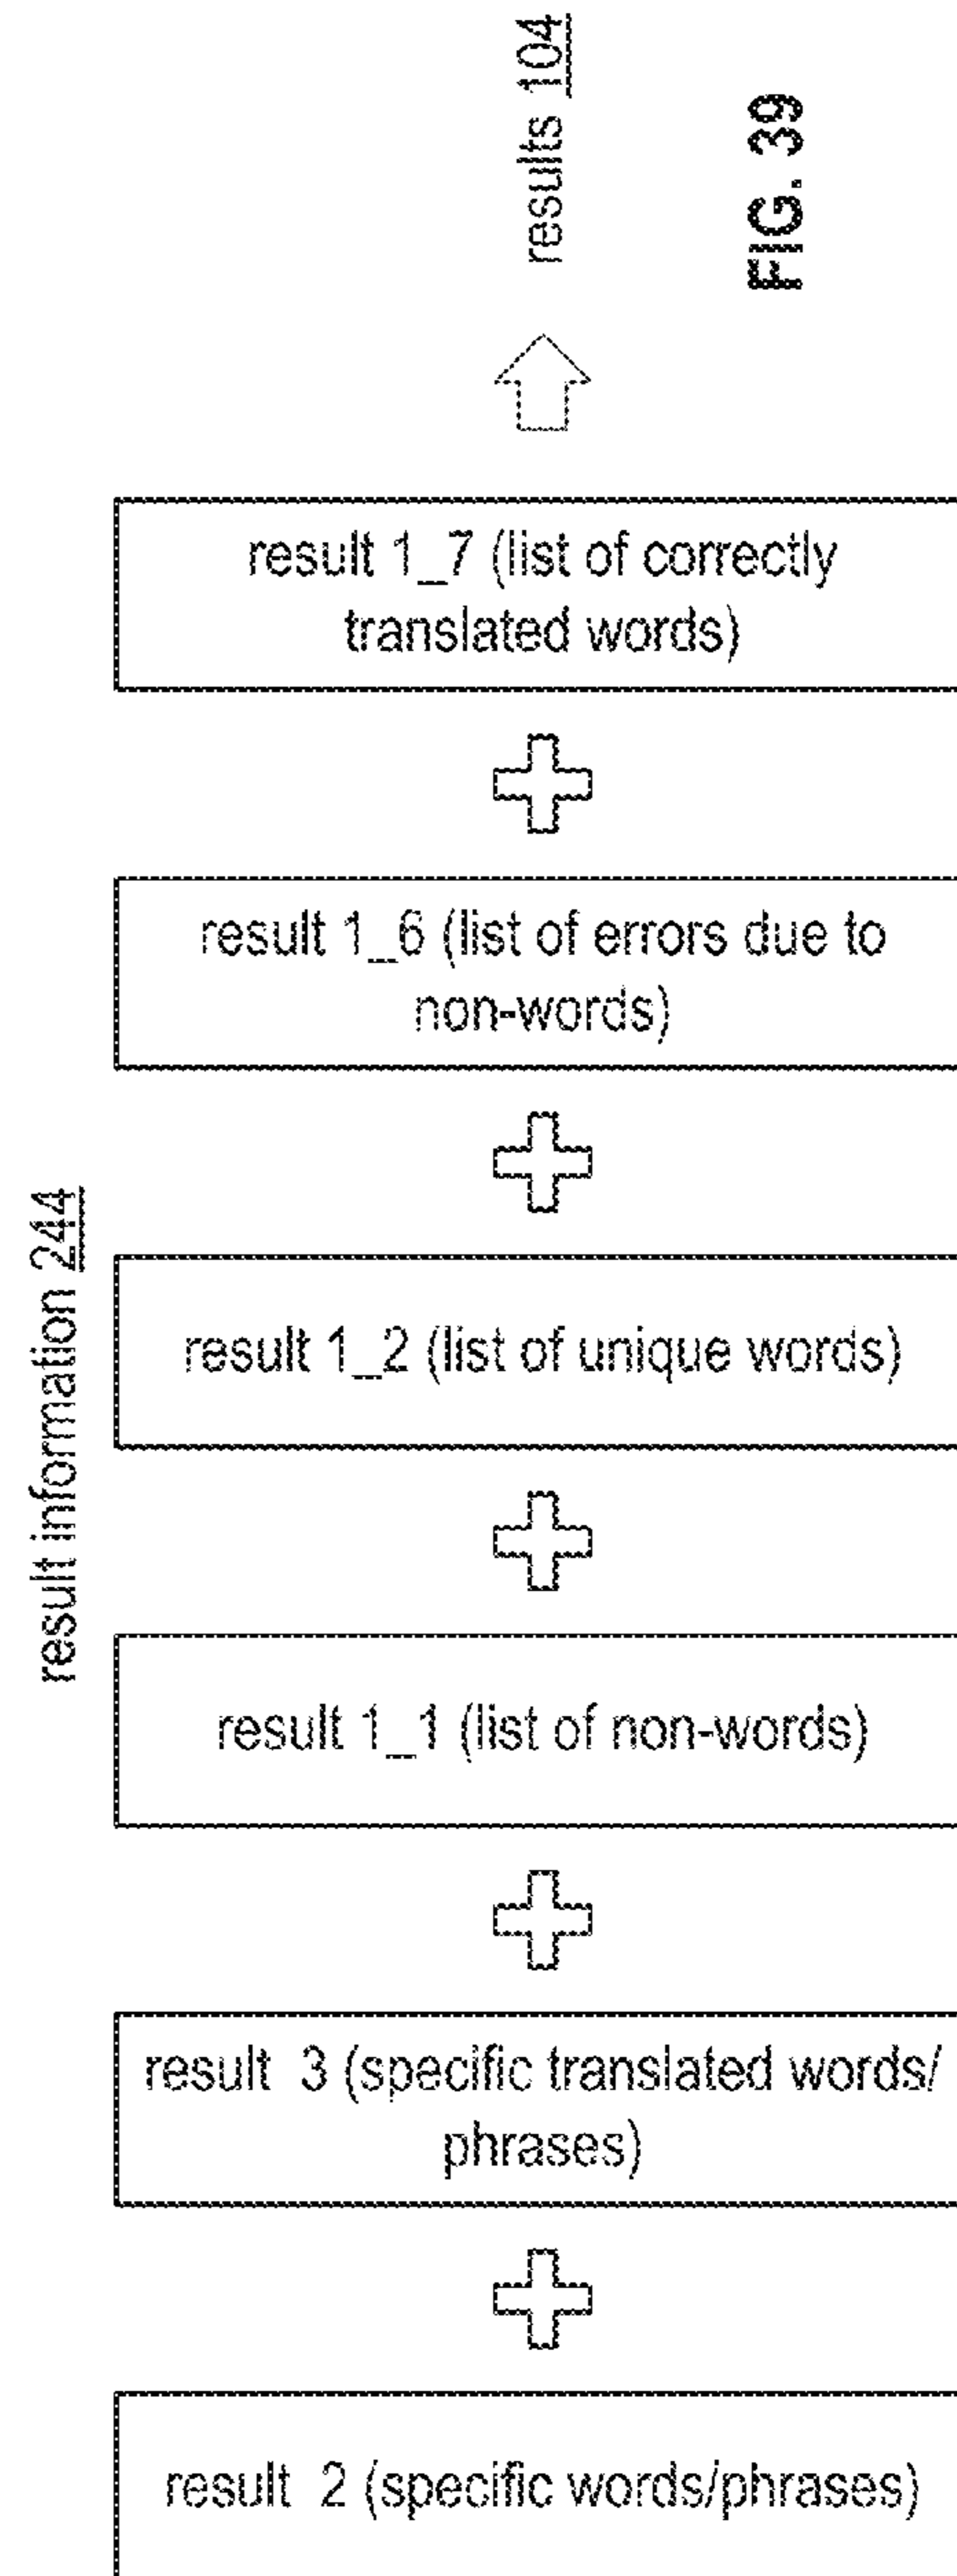 results 104
FIG. 39
result 1_7 (list of correctly
translated words)
result 1_6 (list of errors due to
non-words)
result information 244
result 1_2 (list of unique words)
result 1_1 (list of non-words)
result 3 (specific translated words/
phrases)
result 2 (specific words/phrases)